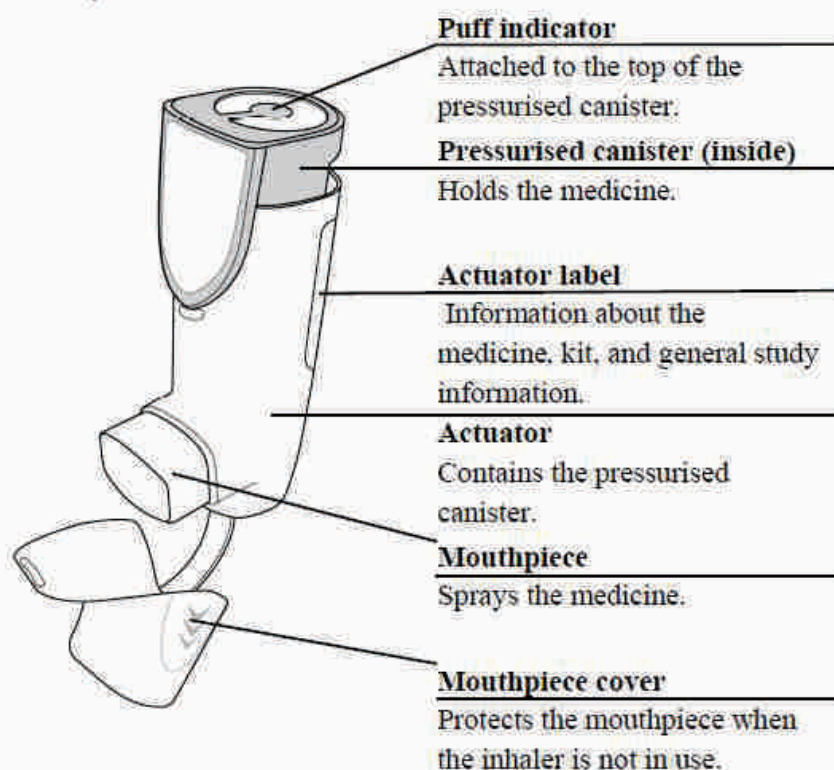 Puff indicator
Attached to the top of the
pressurised canister.
Pressurised canister (inside)
Holds the medicine.
Actuator label
Information about the
medicine, kit, and general study
information.
Actuator
Contains the pressurised
canister.
Mouthpiece
Sprays the medicine.
Mouthpiece cover
Protects the mouthpiece when
the inhaler is not in use.